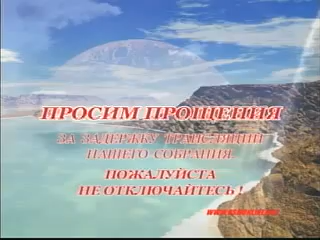 ПРОСИМ ПРОЩЕНИЯ
ЗА ЗАДЕРЖКУ ТРАНСЛЯЦИИ
НАШЕГО СОБРАНИЯ
ПОЖАЛУЙСТА
НЕ ОТКЛЮЧАЙТЕСЬ!